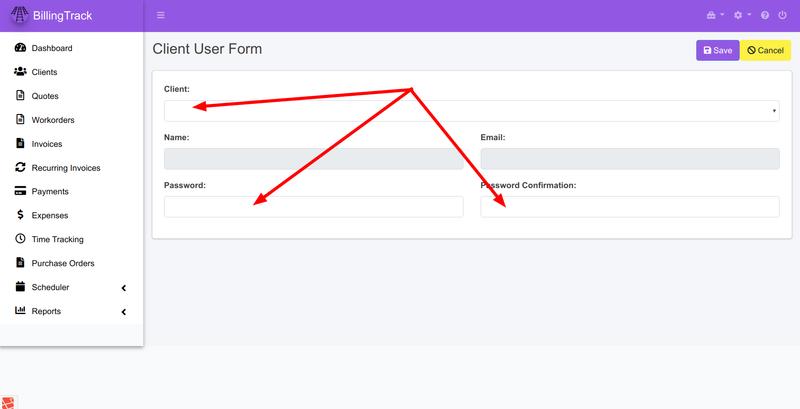 BillingTrack
Dashboard
Clients
Quotes
Workorders
Invoices
Recurring Invoices
Payments
Expenses
Time Tracking
Purchase Orders
Scheduler
Reports
Client User Form
Save
Cancel
Client:
Name:
Email:
Password:
Password Confirmation: